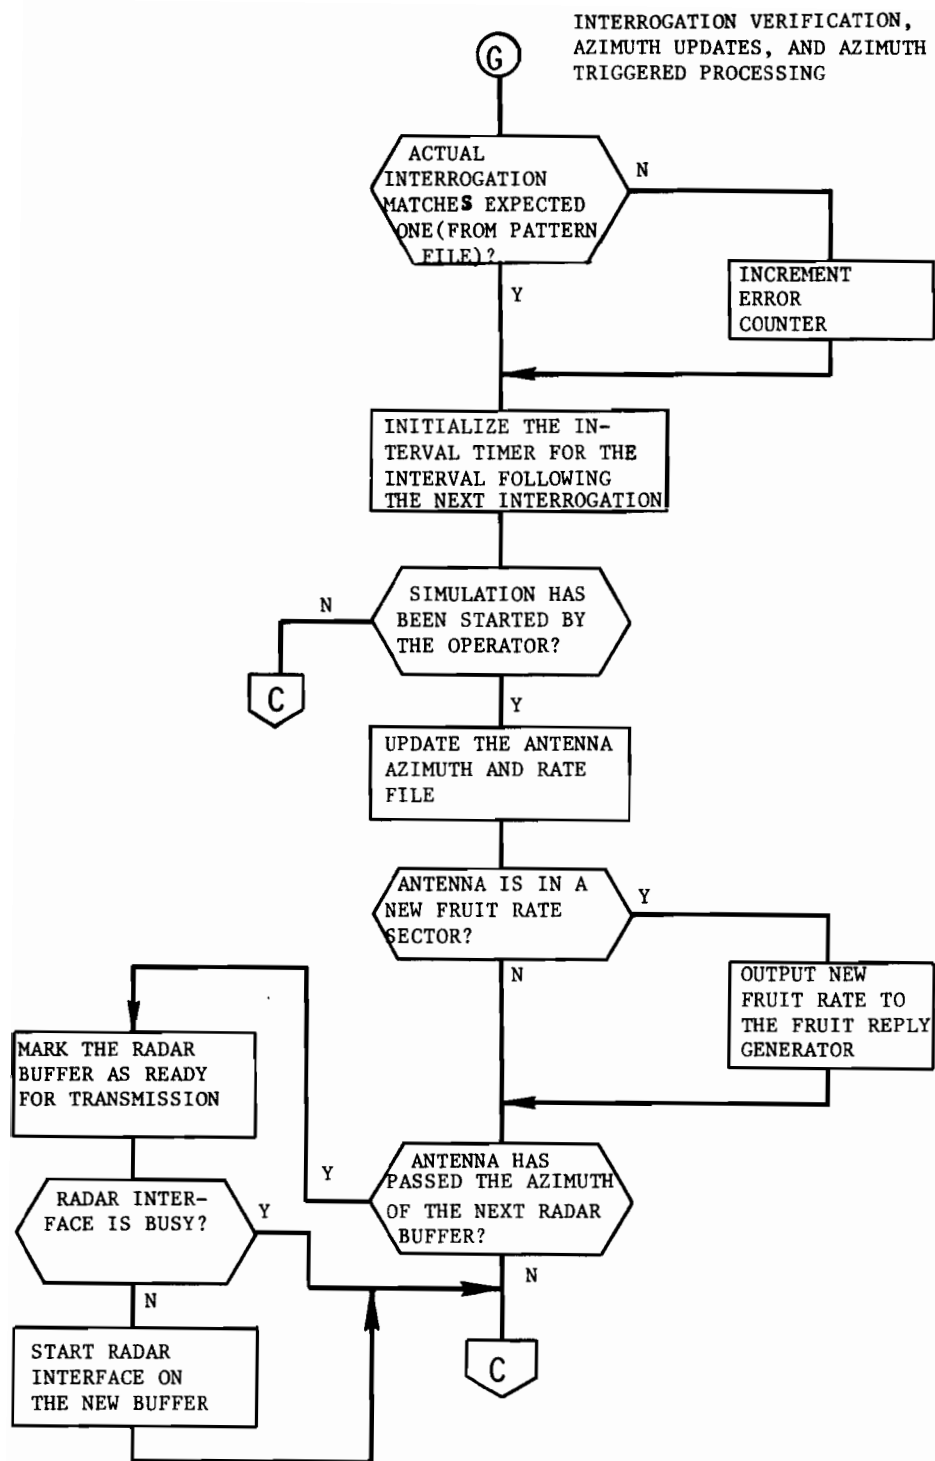 INTERROGATION VERIFICATION,
AZIMUTH UPDATES, AND AZIMUTH
TRIGGERED PROCESSING
G
ACTUAL
INTERROGATION
MATCHES EXPECTED
ONE(FROM PATTERN
FILE)?
N
Y
INCREMENT
ERROR
COUNTER
INITIALIZE THE IN-
TERVAL TIMER FOR THE
INTERVAL FOLLOWING
THE NEXT INTERROGATION
SIMULATION HAS
BEEN STARTED BY
THE OPERATOR?
N
C
Y
UPDATE THE ANTENNA
AZIMUTH AND RATE
FILE
ANTENNA IS IN A
NEW FRUIT RATE
SECTOR?
Y
N
OUTPUT NEW
FRUIT RATE TO
THE FRUIT REPLY
GENERATOR
ANTENNA HAS
PASSED THE AZIMUTH
OF THE NEXT RADAR
BUFFER?
Y
N
MARK THE RADAR
BUFFER AS READY
FOR TRANSMISSION
RADAR INTER-
FACE IS BUSY?
Y
N
START RADAR
INTERFACE ON
THE NEW BUFFER
C